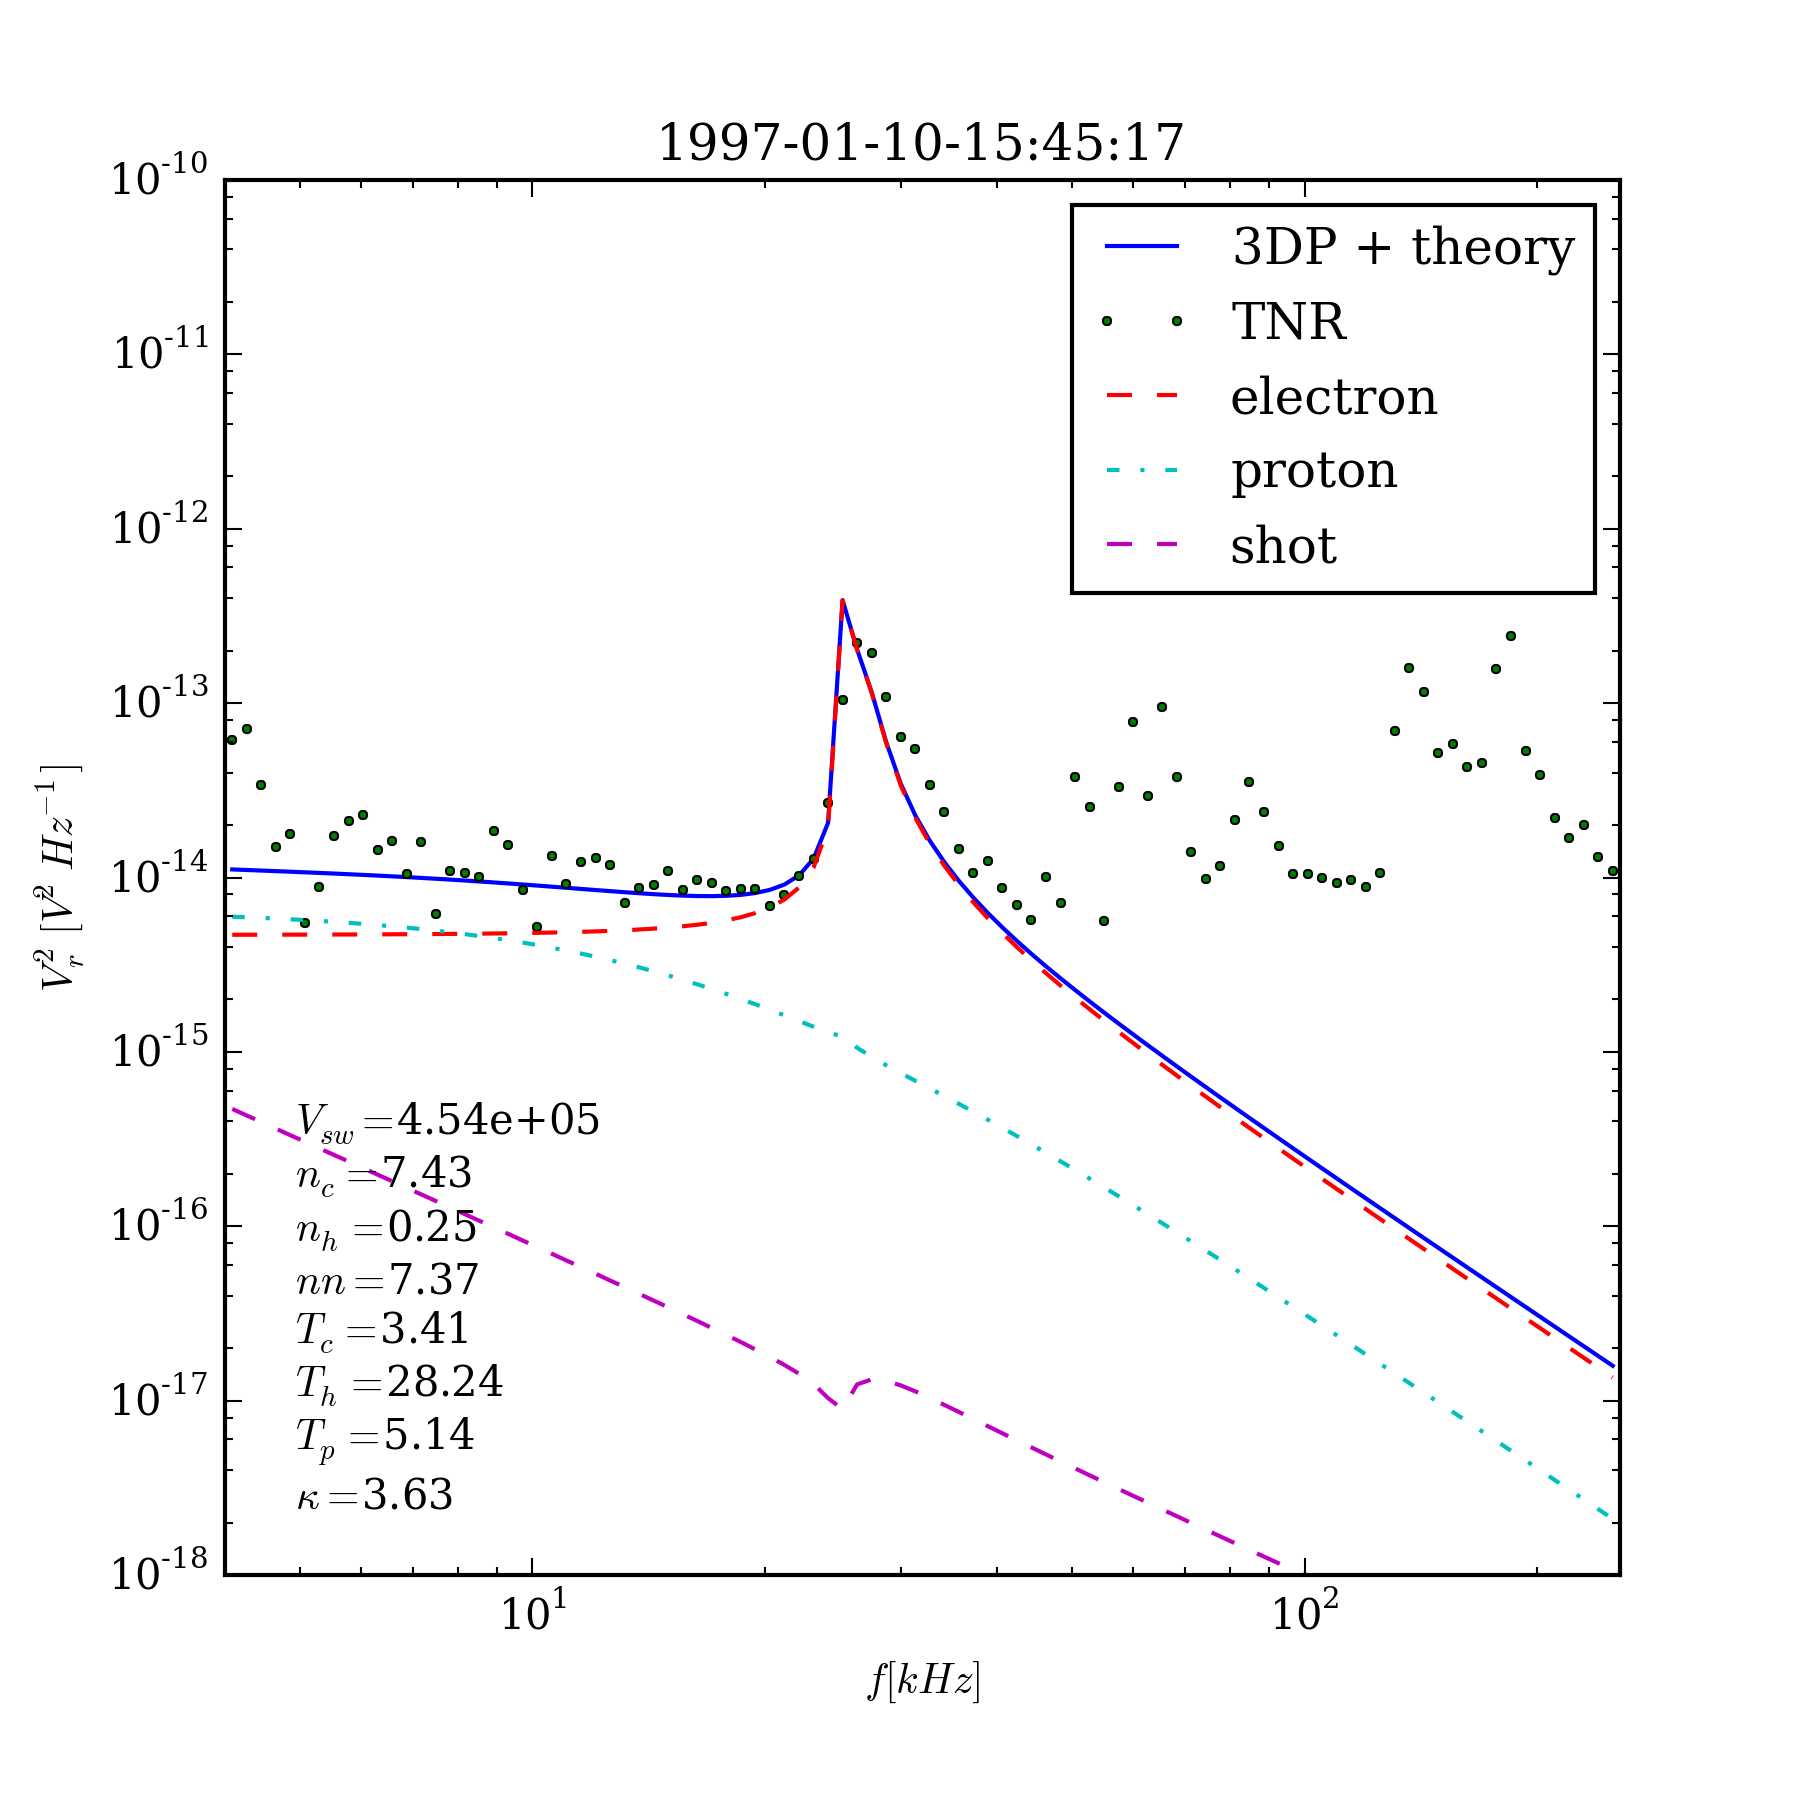 1997-01-10-15:45:17
10^-10
10^-11
10^-12
10^-13
10^-14
10^-15
10^-16
10^-17
10^-18
V_r^2 [V^2 Hz^{-1}]
3DP + theory
TNR
electron
proton
shot
V_sw =4.54e+05
n_c =7.43
n_h =0.25
nn =7.37
T_c =3.41
T_h =28.24
T_p =5.14
κ =3.63
10^1 10^2
f[kHz]